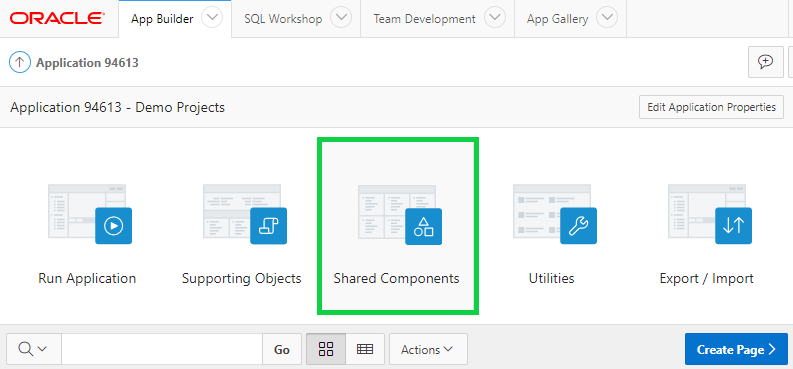 ORACLE App Builder SQL Workshop Team Development App Gallery
Application 94613
Application 94613 - Demo Projects Edit Application Properties
Run Application Supporting Objects Shared Components Utilities Export / Import
Go Actions Create Page